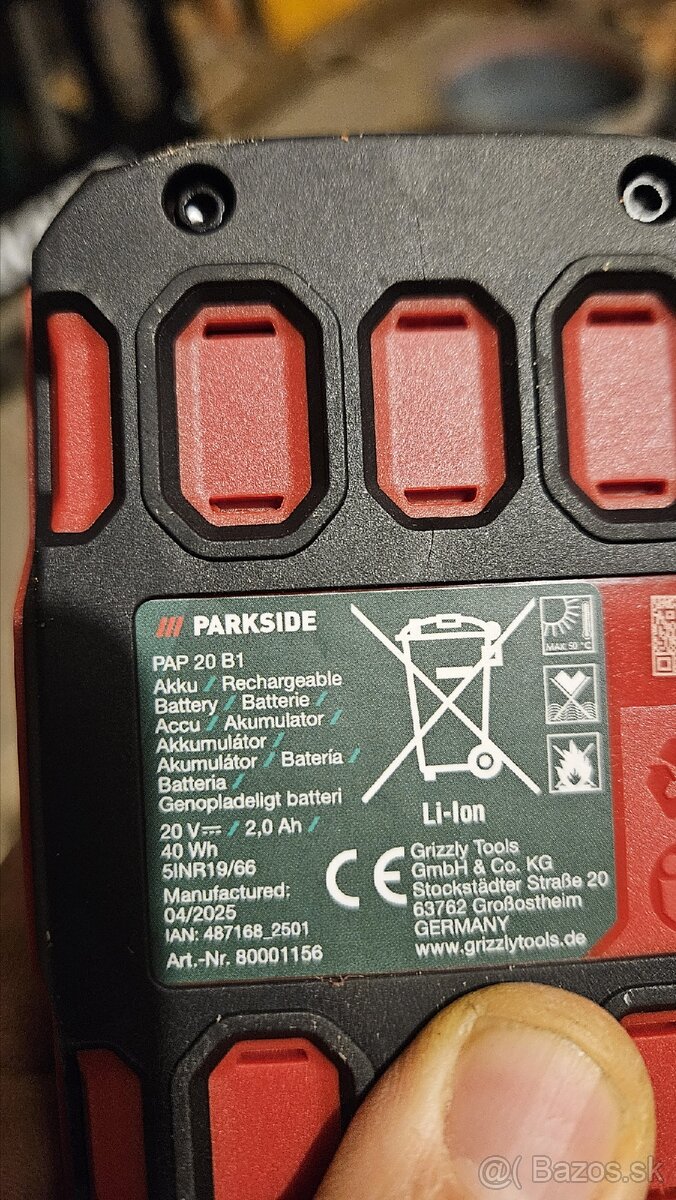 PARKSIDE
PAP 20 B1
Akku / Rechargeable
Battery / Batterie /
Accu / Akumulator /
Akkumulátor /
Akumulátor / Batería /
Batteria /
Genopladeligt batteri
20 V⎓ / 2,0 Ah /
40 Wh
5INR19/66
Manufactured:
04/2025
IAN: 487168_2501
Art.-Nr. 80001156
MAX. 50 °C
Li-Ion
CE
Grizzly Tools
GmbH & Co. KG
Stockstädter Straße 20
63762 Großostheim
GERMANY
www.grizzlytools.de
@( Bazos.sk